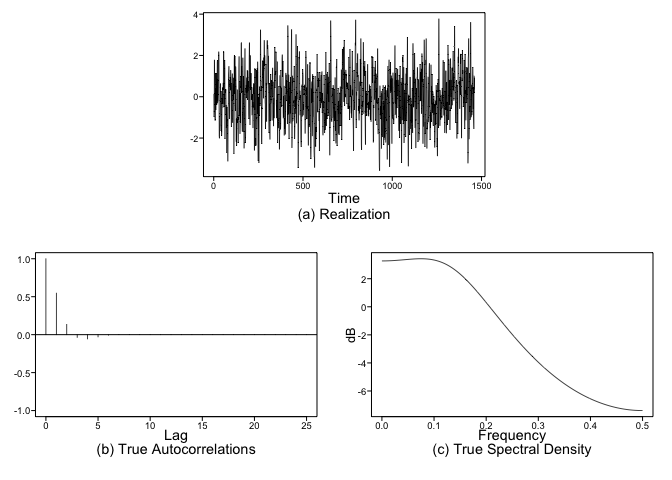 4
2
0
-2
0 500 1000 1500
Time
(a) Realization
1.0
0.5
0.0
-0.5
-1.0
0 5 10 15 20 25
Lag
(b) True Autocorrelations
dB
2
0
-2
-4
-6
0.0 0.1 0.2 0.3 0.4 0.5
Frequency
(c) True Spectral Density